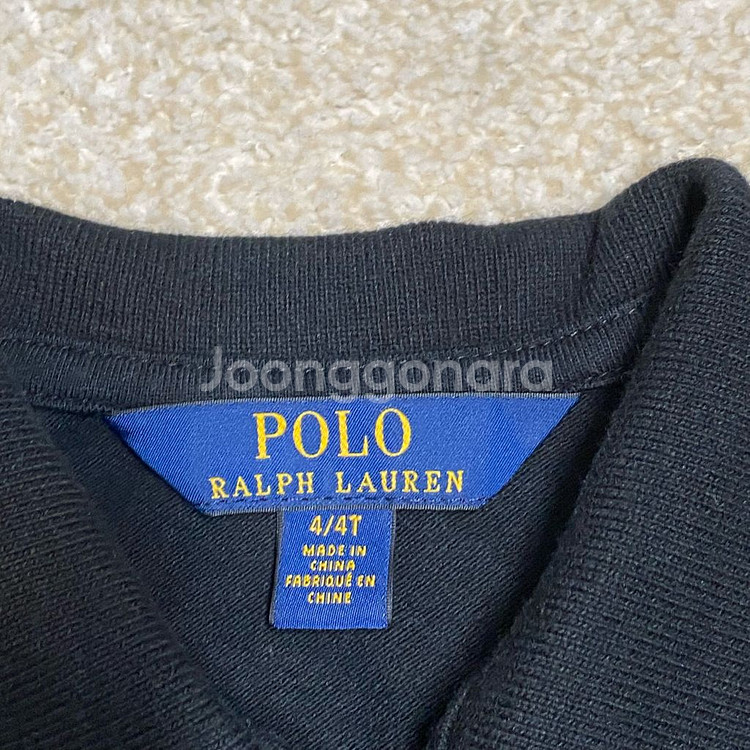 Joonggonara
POLO
RALPH LAUREN
4/4T
MADE IN
CHINA
FABRIQUÉ EN
CHINE